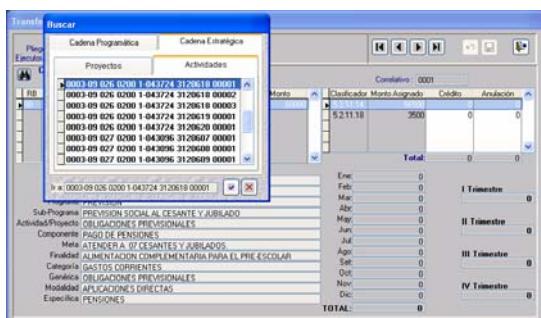 Transfe
Buscar
Cadena Programática Cadena Estratégica
Proyectos Actividades
0003-09 026 0200 1-043724 3120618 00001
0003-09 026 0200 1-043724 3120618 00002
0003-09 026 0200 1-043724 3120618 00003
0003-09 026 0200 1-043724 3120619 00001
0003-09 026 0200 1-043724 3120620 00001
0003-09 027 0200 1-043096 3120607 00001
0003-09 027 0200 1-043096 3120608 00001
0003-09 027 0200 1-043096 3120609 00001
Ir a: 0003-09 026 0200 1-043724 3120618 00001
Plieg
Ejecutor
RB
Monto
Correlativo: 0001
Clasificador Monto Asignado Crédito Anulación
5.2.11.18 3500 0 0
Total: 0 0
Ene: 0
Feb: 0 I Trimestre
Mar: 0 0
Abr: 0
May: 0 II Trimestre
Jun: 0 0
Jul: 0
Ago: 0 III Trimestre
Set: 0 0
Oct: 0
Nov: 0 IV Trimestre
Dic: 0 0
TOTAL: 0
Programa PREVISION
Sub-Programa PREVISION SOCIAL AL CESANTE Y JUBILADO
Actividad/Proyecto OBLIGACIONES PREVISIONALES
Componente PAGO DE PENSIONES
Meta ATENDER A 07 CESANTES Y JUBILADOS.
Finalidad ALIMENTACION COMPLEMENTARIA PARA EL PRE-ESCOLAR
Categoría GASTOS CORRIENTES
Genérica OBLIGACIONES PREVISIONALES
Modalidad APLICACIONES DIRECTAS
Específica PENSIONES